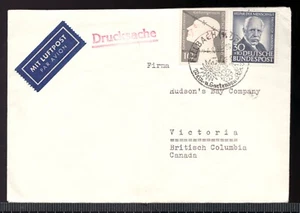 Drucksache
MIT LUFTPOST
PAR AVION
30
DEUTSCHE
BUNDESPOST
Firma
Hudson's Bay Company
Victoria
Britisch Columbia
Canada